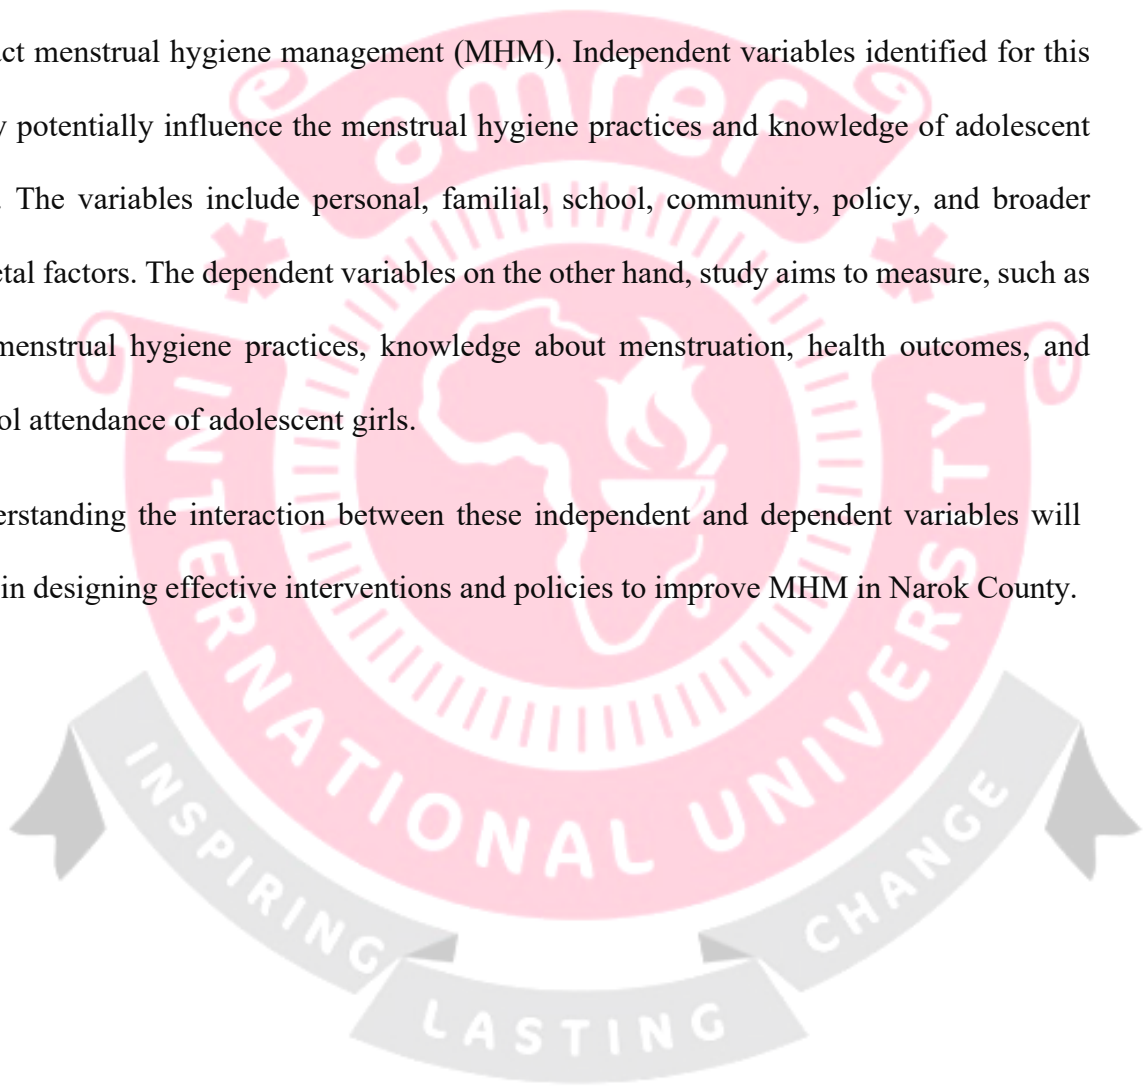 ct menstrual hygiene management (MHM). Independent variables identified for this
potentially influence the menstrual hygiene practices and knowledge of adolescent
. The variables include personal, familial, school, community, policy, and broader
etal factors. The dependent variables on the other hand, study aims to measure, such as
menstrual hygiene practices, knowledge about menstruation, health outcomes, and
ol attendance of adolescent girls.
erstanding the interaction between these independent and dependent variables will
in designing effective interventions and policies to improve MHM in Narok County.
amref
INTERNATIONAL UNIVERSITY
INSPIRING
LASTING
CHANGE